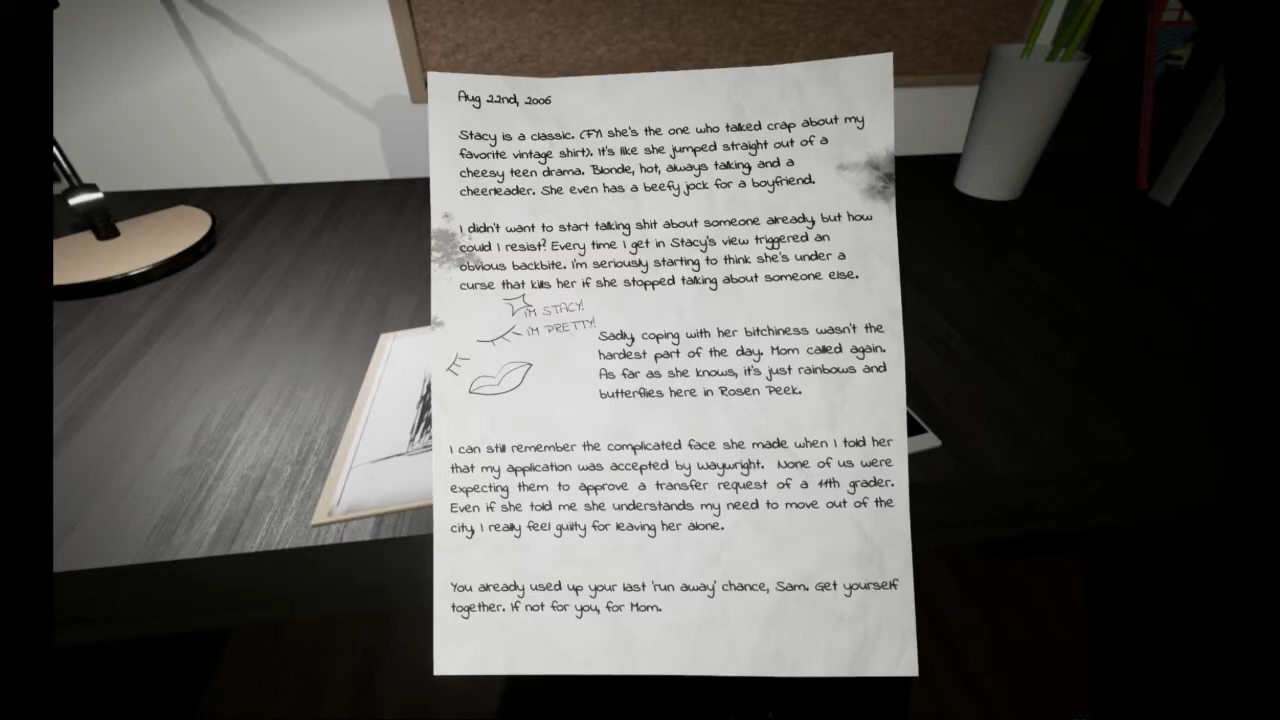 Aug 22nd, 2006
Stacy is a classic. (FYI she's the one who talked crap about my
favorite vintage shirt). It's like she jumped straight out of a
cheesy teen drama. Blonde, hot, always talking, and a
cheerleader. She even has a beefy jock for a boyfriend.
I didn't want to start talking shit about someone already, but how
could I resist? Every time I get in Stacy's view triggered an
obvious backbite. I'm seriously starting to think she's under a
curse that kills her if she stopped talking about someone else.
I'M STACY!
I'M PRETTY!
Sadly, coping with her bitchiness wasn't the
hardest part of the day. Mom called again.
As far as she knows, it's just rainbows and
butterflies here in Rosen Peek.
I can still remember the complicated face she made when I told her
that my application was accepted by Waywright. None of us were
expecting them to approve a transfer request of a 11th grader.
Even if she told me she understands my need to move out of the
city, I really feel guilty for leaving her alone.
You already used up your last 'run away' chance, Sam. Get yourself
together. If not for you, for Mom.